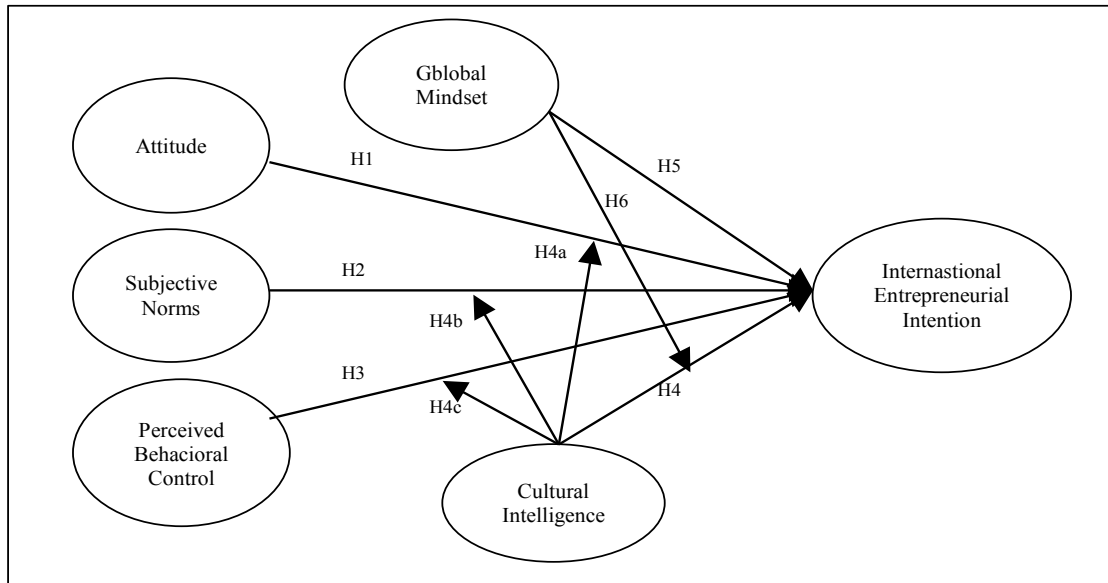 Gblobal
Mindset
Attitude
H1
H5
H6
H4a
Subjective
Norms
H2
Internastional
Entrepreneurial
Intention
H4b
H3
H4
H4c
Perceived
Behacioral
Control
Cultural
Intelligence